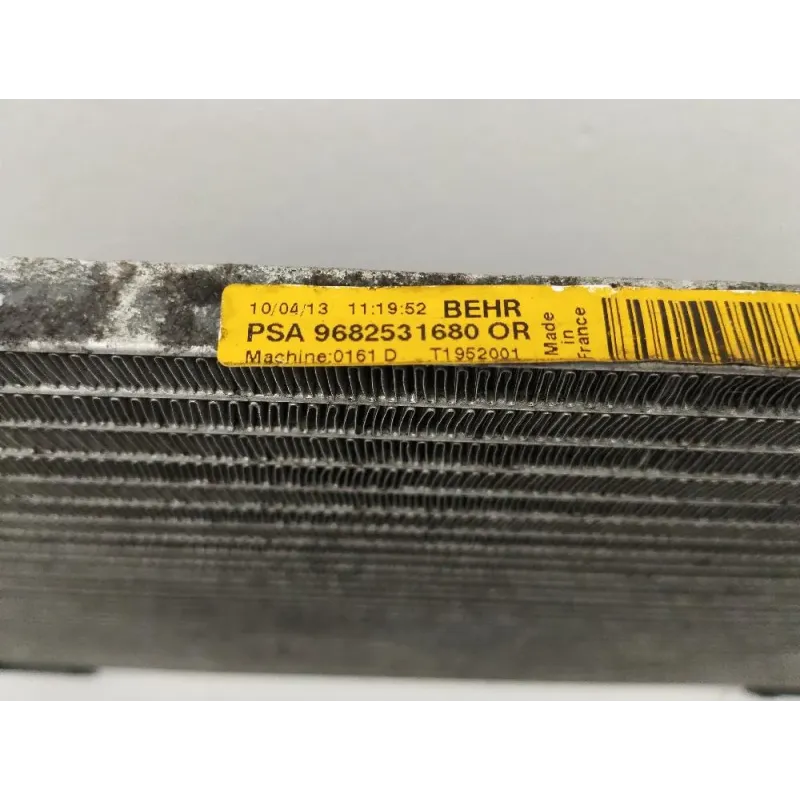 10/04/13 11:19:52 BEHR
PSA 9682531680 OR
Machine:0161 D T1952001
Made
in
France